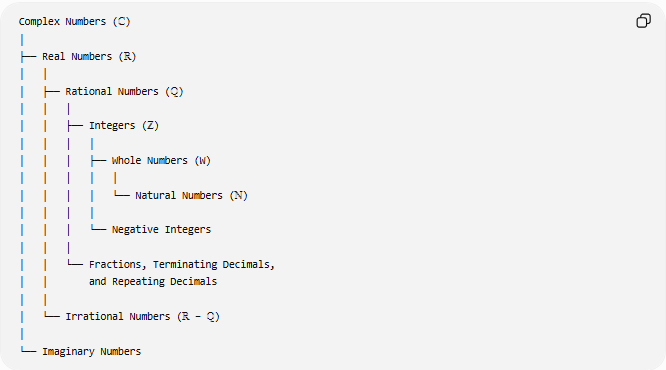 Complex Numbers (ℂ)
Real Numbers (ℝ)
Rational Numbers (ℚ)
Integers (ℤ)
Whole Numbers (W)
Natural Numbers (ℕ)
Negative Integers
Fractions, Terminating Decimals,
and Repeating Decimals
Irrational Numbers (ℝ - ℚ)
Imaginary Numbers